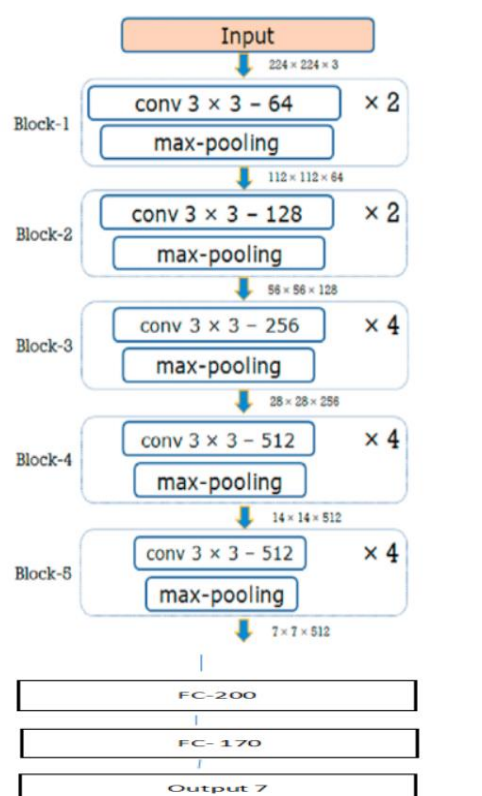 Input
224 × 224 × 3
Block-1
conv 3 × 3 – 64
× 2
max-pooling
112 × 112 × 64
Block-2
conv 3 × 3 – 128
× 2
max-pooling
56 × 56 × 128
Block-3
conv 3 × 3 – 256
× 4
max-pooling
28 × 28 × 256
Block-4
conv 3 × 3 – 512
× 4
max-pooling
14 × 14 × 512
Block-5
conv 3 × 3 – 512
× 4
max-pooling
7 × 7 × 512
FC-200
FC- 170
Output 7